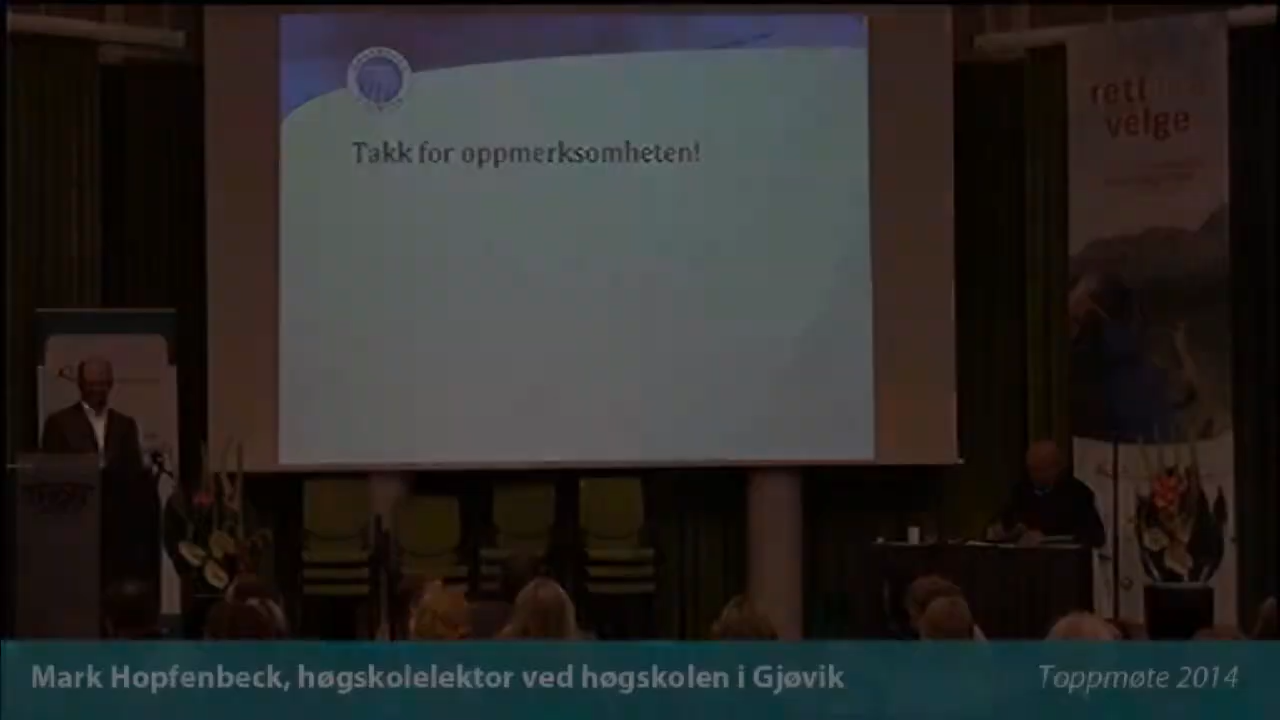 Takk for oppmerksomheten!
rett
velge
Mark Hopfenbeck, høgskolelektor ved høgskolen i Gjøvik
Toppmøte 2014